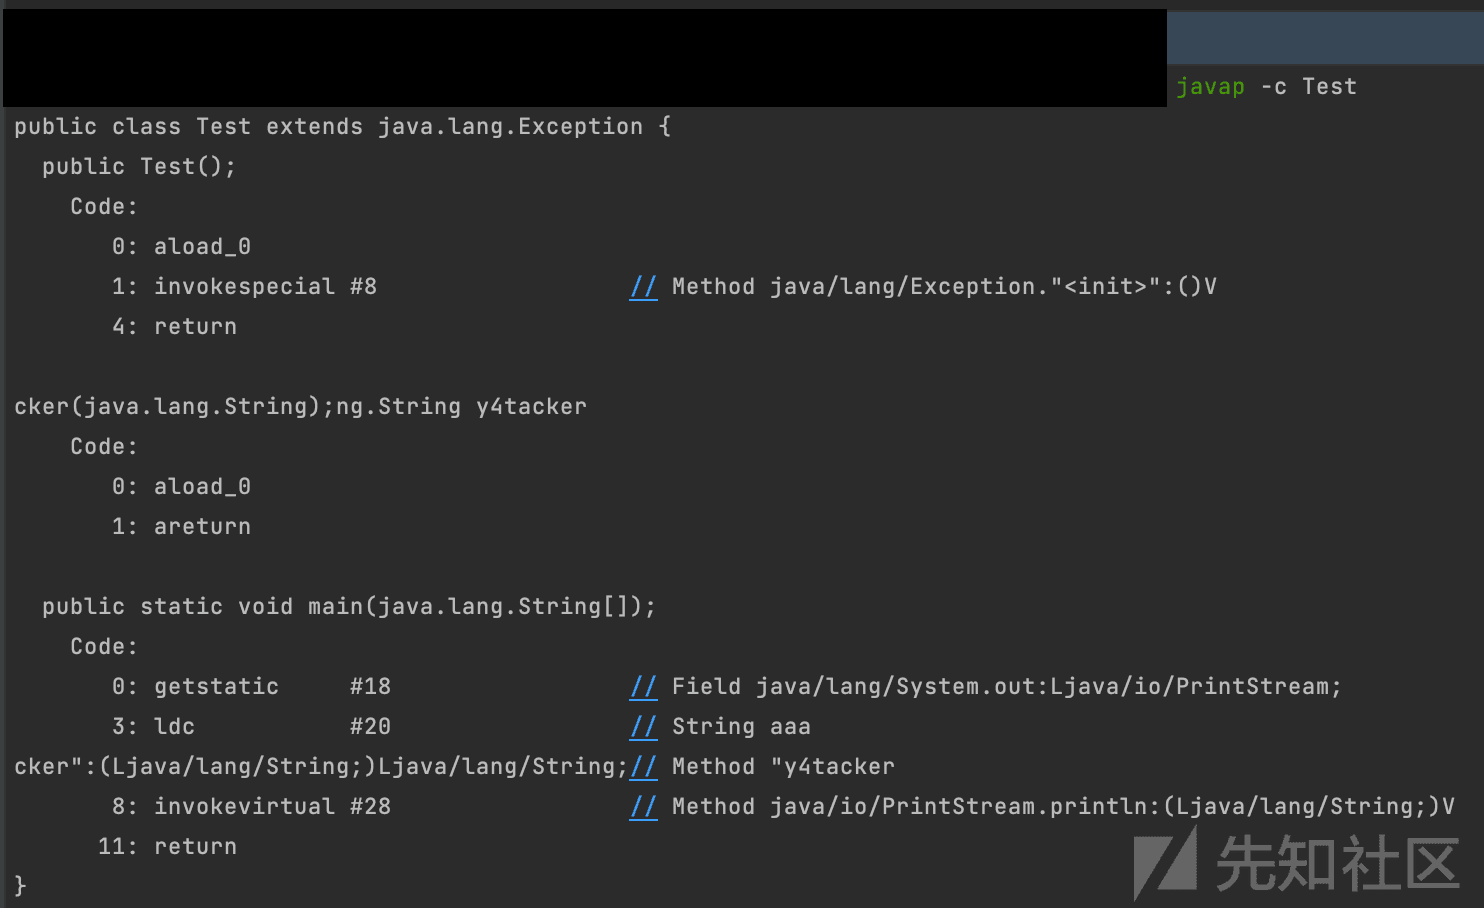 javap -c Test
public class Test extends java.lang.Exception {
  public Test();
    Code:
       0: aload_0
       1: invokespecial #8                  // Method java/lang/Exception."<init>":()V
       4: return

cker(java.lang.String);ng.String y4tacker
    Code:
       0: aload_0
       1: areturn

  public static void main(java.lang.String[]);
    Code:
       0: getstatic     #18                 // Field java/lang/System.out:Ljava/io/PrintStream;
       3: ldc           #20                 // String aaa
cker":(Ljava/lang/String;)Ljava/lang/String;// Method "y4tacker
       8: invokevirtual #28                 // Method java/io/PrintStream.println:(Ljava/lang/String;)V
      11: return
}
先知社区